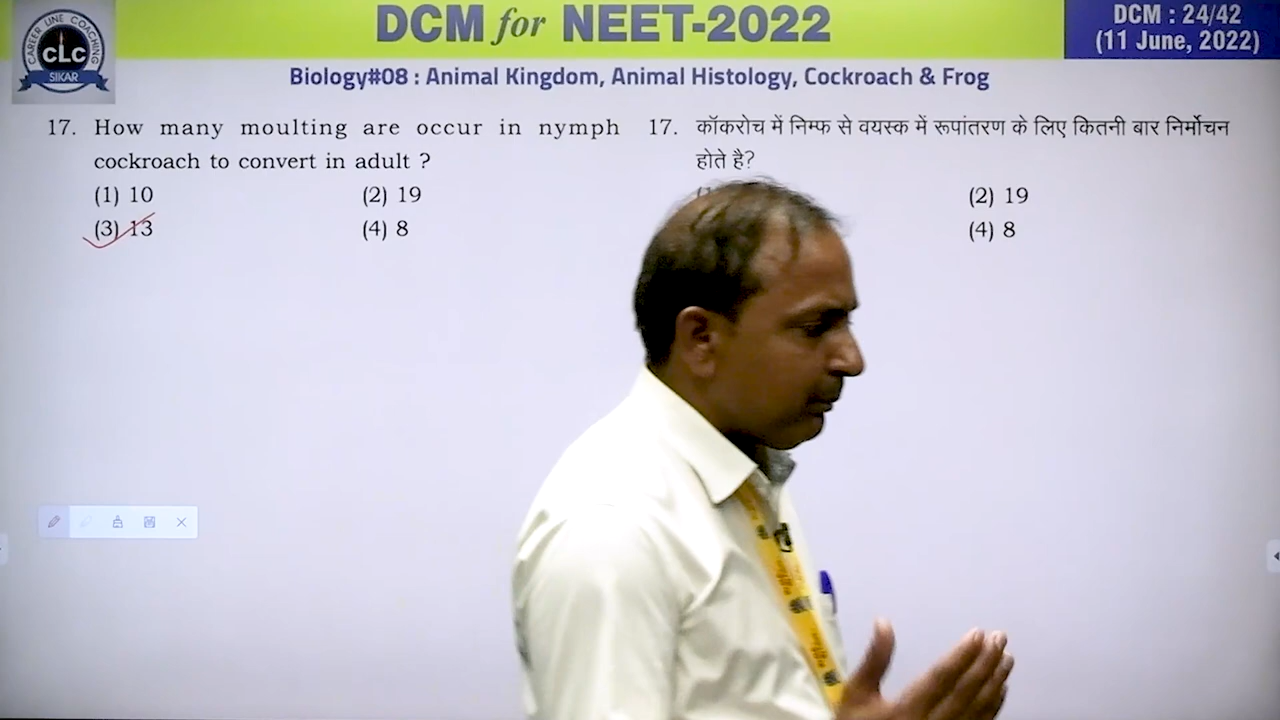 DCM for NEET-2022
DCM : 24/42
(11 June, 2022)
CAREER LINE COACHING
CLC
SIKAR
Biology#08 : Animal Kingdom, Animal Histology, Cockroach & Frog
17. How many moulting are occur in nymph
cockroach to convert in adult ?
(1) 10 (2) 19
(3) 13 (4) 8
17. कॉकरोच में निम्फ से वयस्क में रूपांतरण के लिए कितनी बार निर्मोचन
होते है?
(2) 19
(4) 8